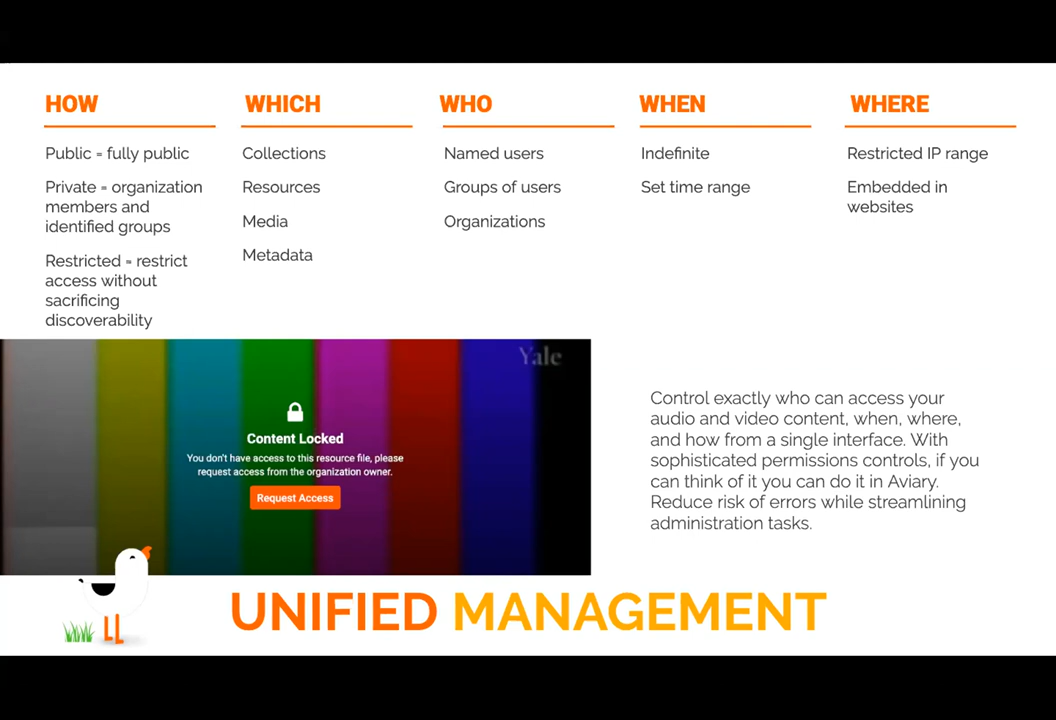 HOW
Public = fully public
Private = organization
members and
identified groups
Restricted = restrict
access without
sacrificing
discoverability
WHICH
Collections
Resources
Media
Metadata
WHO
Named users
Groups of users
Organizations
WHEN
Indefinite
Set time range
WHERE
Restricted IP range
Embedded in
websites
Yale
Content Locked
You don't have access to this resource file, please
request access from the organization owner.
Request Access
Control exactly who can access your
audio and video content, when, where,
and how from a single interface. With
sophisticated permissions controls, if you
can think of it you can do it in Aviary.
Reduce risk of errors while streamlining
administration tasks.
UNIFIED MANAGEMENT